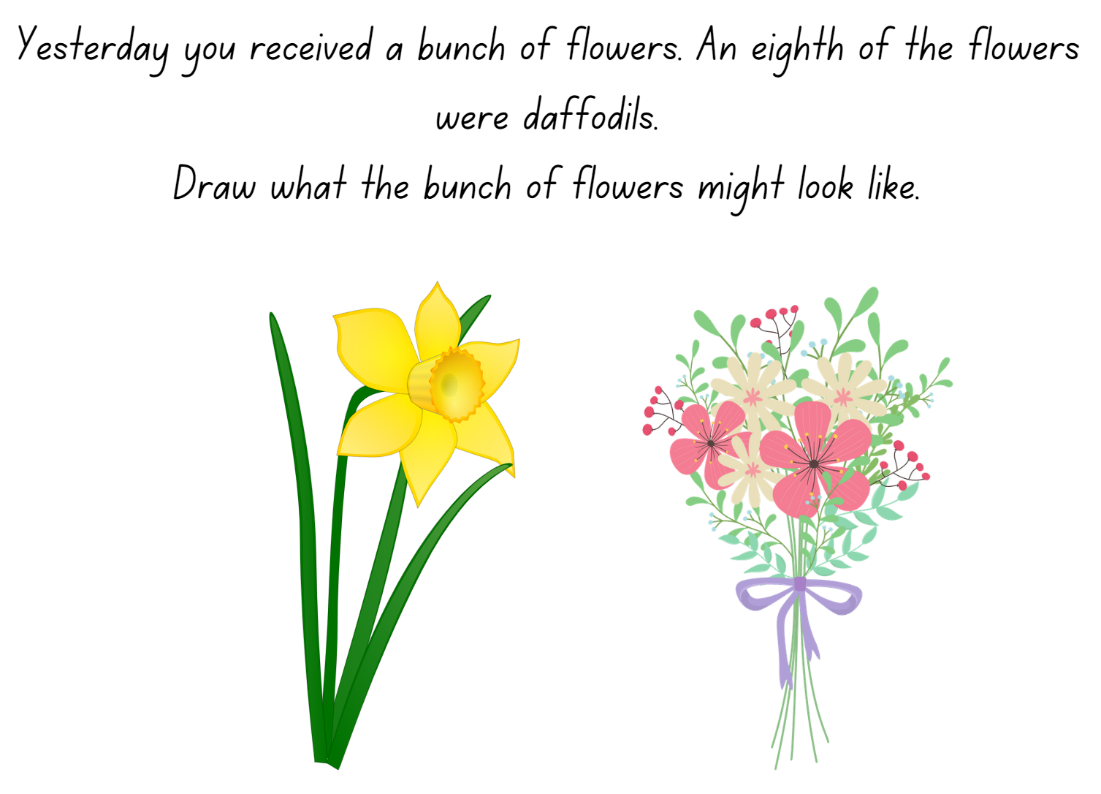 Yesterday you received a bunch of flowers. An eighth of the flowers
were daffodils.
Draw what the bunch of flowers might look like.